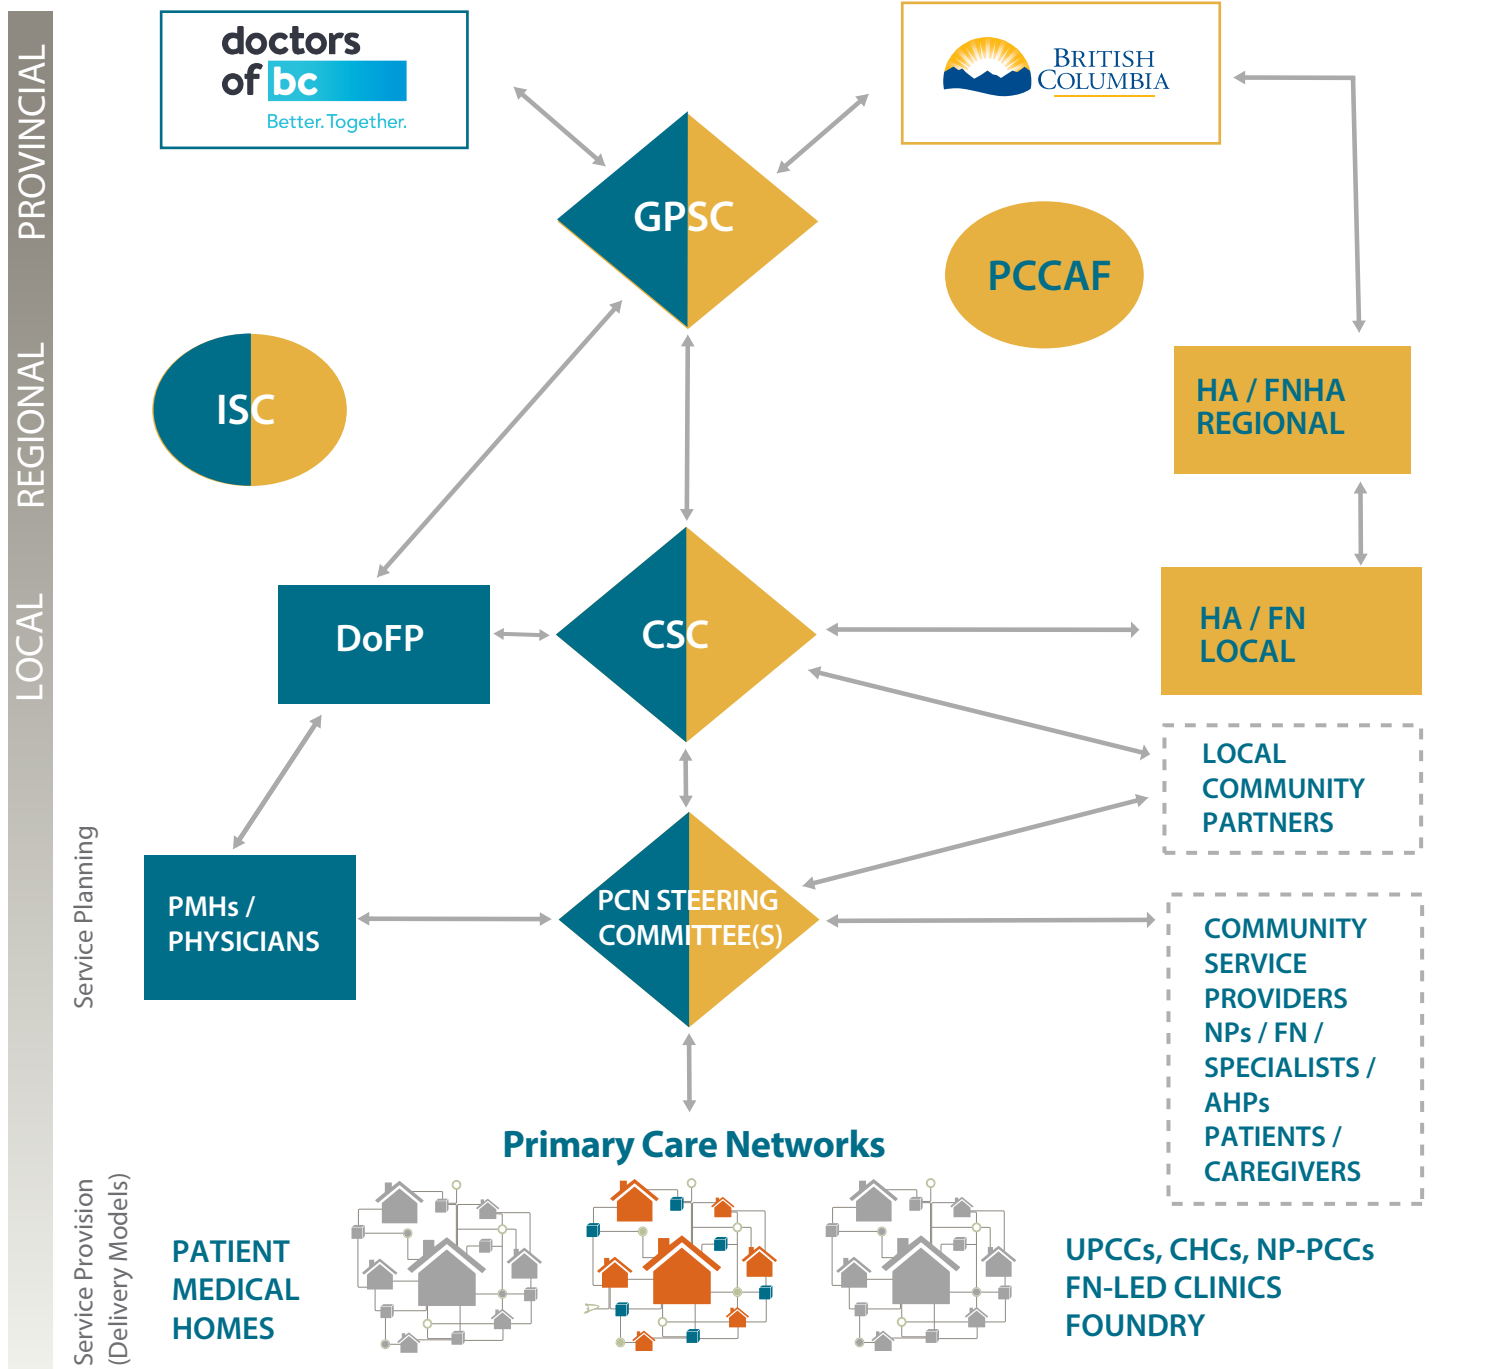 PROVINCIAL
REGIONAL
LOCAL
Service Planning
Service Provision
(Delivery Models)
doctors
of bc
Better. Together.
BRITISH
COLUMBIA
GPSC
PCCAF
ISC
HA / FNHA
REGIONAL
DoFP
CSC
HA / FN
LOCAL
LOCAL
COMMUNITY
PARTNERS
PMHs /
PHYSICIANS
PCN STEERING
COMMITTEE(S)
COMMUNITY
SERVICE
PROVIDERS
NPs / FN /
SPECIALISTS /
AHPs
PATIENTS /
CAREGIVERS
Primary Care Networks
PATIENT
MEDICAL
HOMES
UPCCs, CHCs, NP-PCCs
FN-LED CLINICS
FOUNDRY